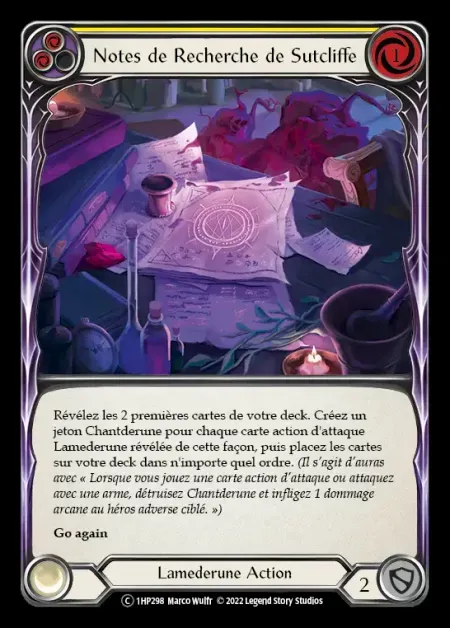 Notes de Recherche de Sutcliffe
1
Révélez les 2 premières cartes de votre deck. Créez un
jeton Chantderune pour chaque carte action d'attaque
Lamederune révélée de cette façon, puis placez les cartes
sur votre deck dans n'importe quel ordre. (Il s'agit d'auras
avec « Lorsque vous jouez une carte action d'attaque ou attaquez
avec une arme, détruisez Chantderune et infligez 1 dommage
arcane au héros adverse ciblé. »)
Go again
Lamederune Action
2
C 1HP298 Marco Wulfr © 2022 Legend Story Studios